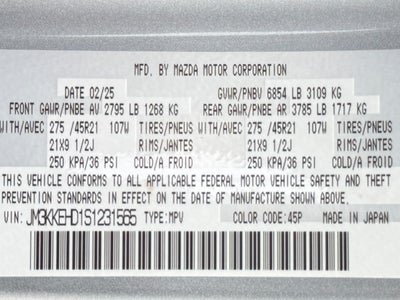 MFD. BY MAZDA MOTOR CORPORATION
DATE 02/25 GVWR/PNBV 6854 LB 3109 KG
FRONT GAWR/PNBE AV 2795 LB 1268 KG REAR GAWR/PNBE AR 3785 LB 1717 KG
WITH/AVEC 275 /45R21 107W TIRES/PNEUS WITH/AVEC 275 /45R21 107W TIRES/PNEUS
21X9 1/2J RIMS/JANTES 21X9 1/2J RIMS/JANTES
250 KPA/36 PSI COLD/A FROID 250 KPA/36 PSI COLD/A FROID
THIS VEHICLE CONFORMS TO ALL APPLICABLE FEDERAL MOTOR VEHICLE SAFETY AND THEFT
PREVENTION STANDARDS IN EFFECT ON THE DATE OF MANUFACTURE SHOWN ABOVE.
VIN: JM3KKEHD1S1231565 TYPE:MPV COLOR CODE:45P MADE IN JAPAN